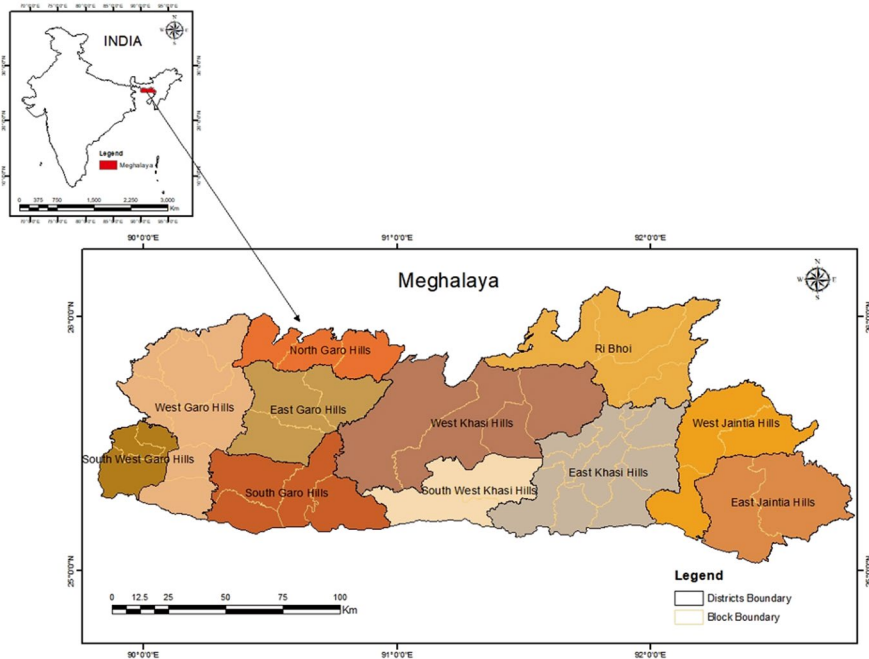 INDIA
N
W
E
S
Legend
Meghalaya
0 375 750 1,500 2,250 3,000
Km
90°0'0"E 91°0'0"E 92°0'0"E
Meghalaya
N
W E
S
Ri Bhoi
North Garo Hills
West Garo Hills
East Garo Hills
West Khasi Hills
West Jaintia Hills
South West Garo Hills
East Khasi Hills
South Garo Hills
South West Khasi Hills
East Jaintia Hills
25°0'0"N
Legend
Districts Boundary
Block Boundary
0 12.5 25 50 75 100
Km
90°0'0"E 91°0'0"E 92°0'0"E